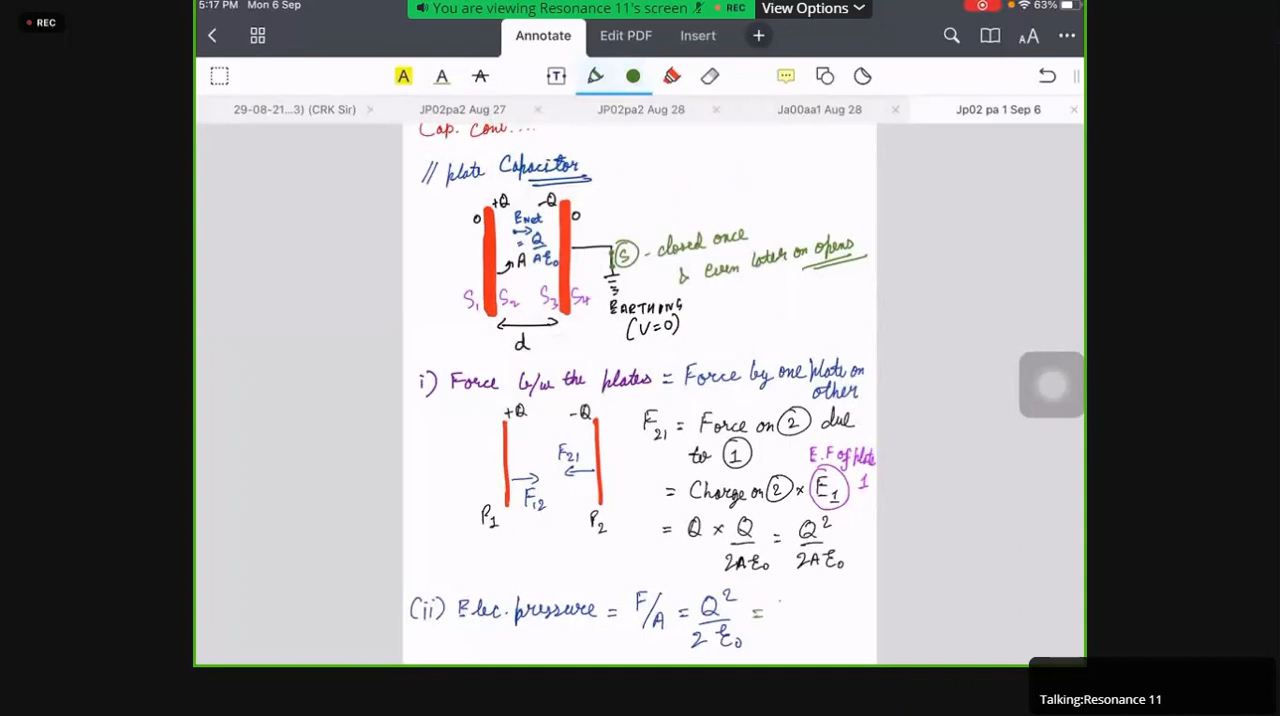 5:17 PM Mon 6 Sep
You are viewing Resonance 11's screen
REC
View Options
63%
REC
Annotate
Edit PDF
Insert
29-08-21...3) (CRK Sir)
JP02pa2 Aug 27
JP02pa2 Aug 28
Ja00aa1 Aug 28
Jp02 pa 1 Sep 6
Cap. Cont....
// plate Capacitor
+Q -Q
0 0
Enet
= Q/Aε₀
A
S - closed once
& even later on opens
S₁ S₂ S₃ S₄
EARTHING
(V=0)
d
i) Force b/w the plates = Force by one plate on
other
+Q -Q
F₂₁ = Force on 2 due
to 1
E.F of plate
1
F₂₁
F₁₂
= Charge on 2 × E₁
P₁ P₂
= Q × Q/2Aε₀ = Q²/2Aε₀
(ii) Elec. pressure = F/A = Q²/2ε₀ =
Talking:Resonance 11